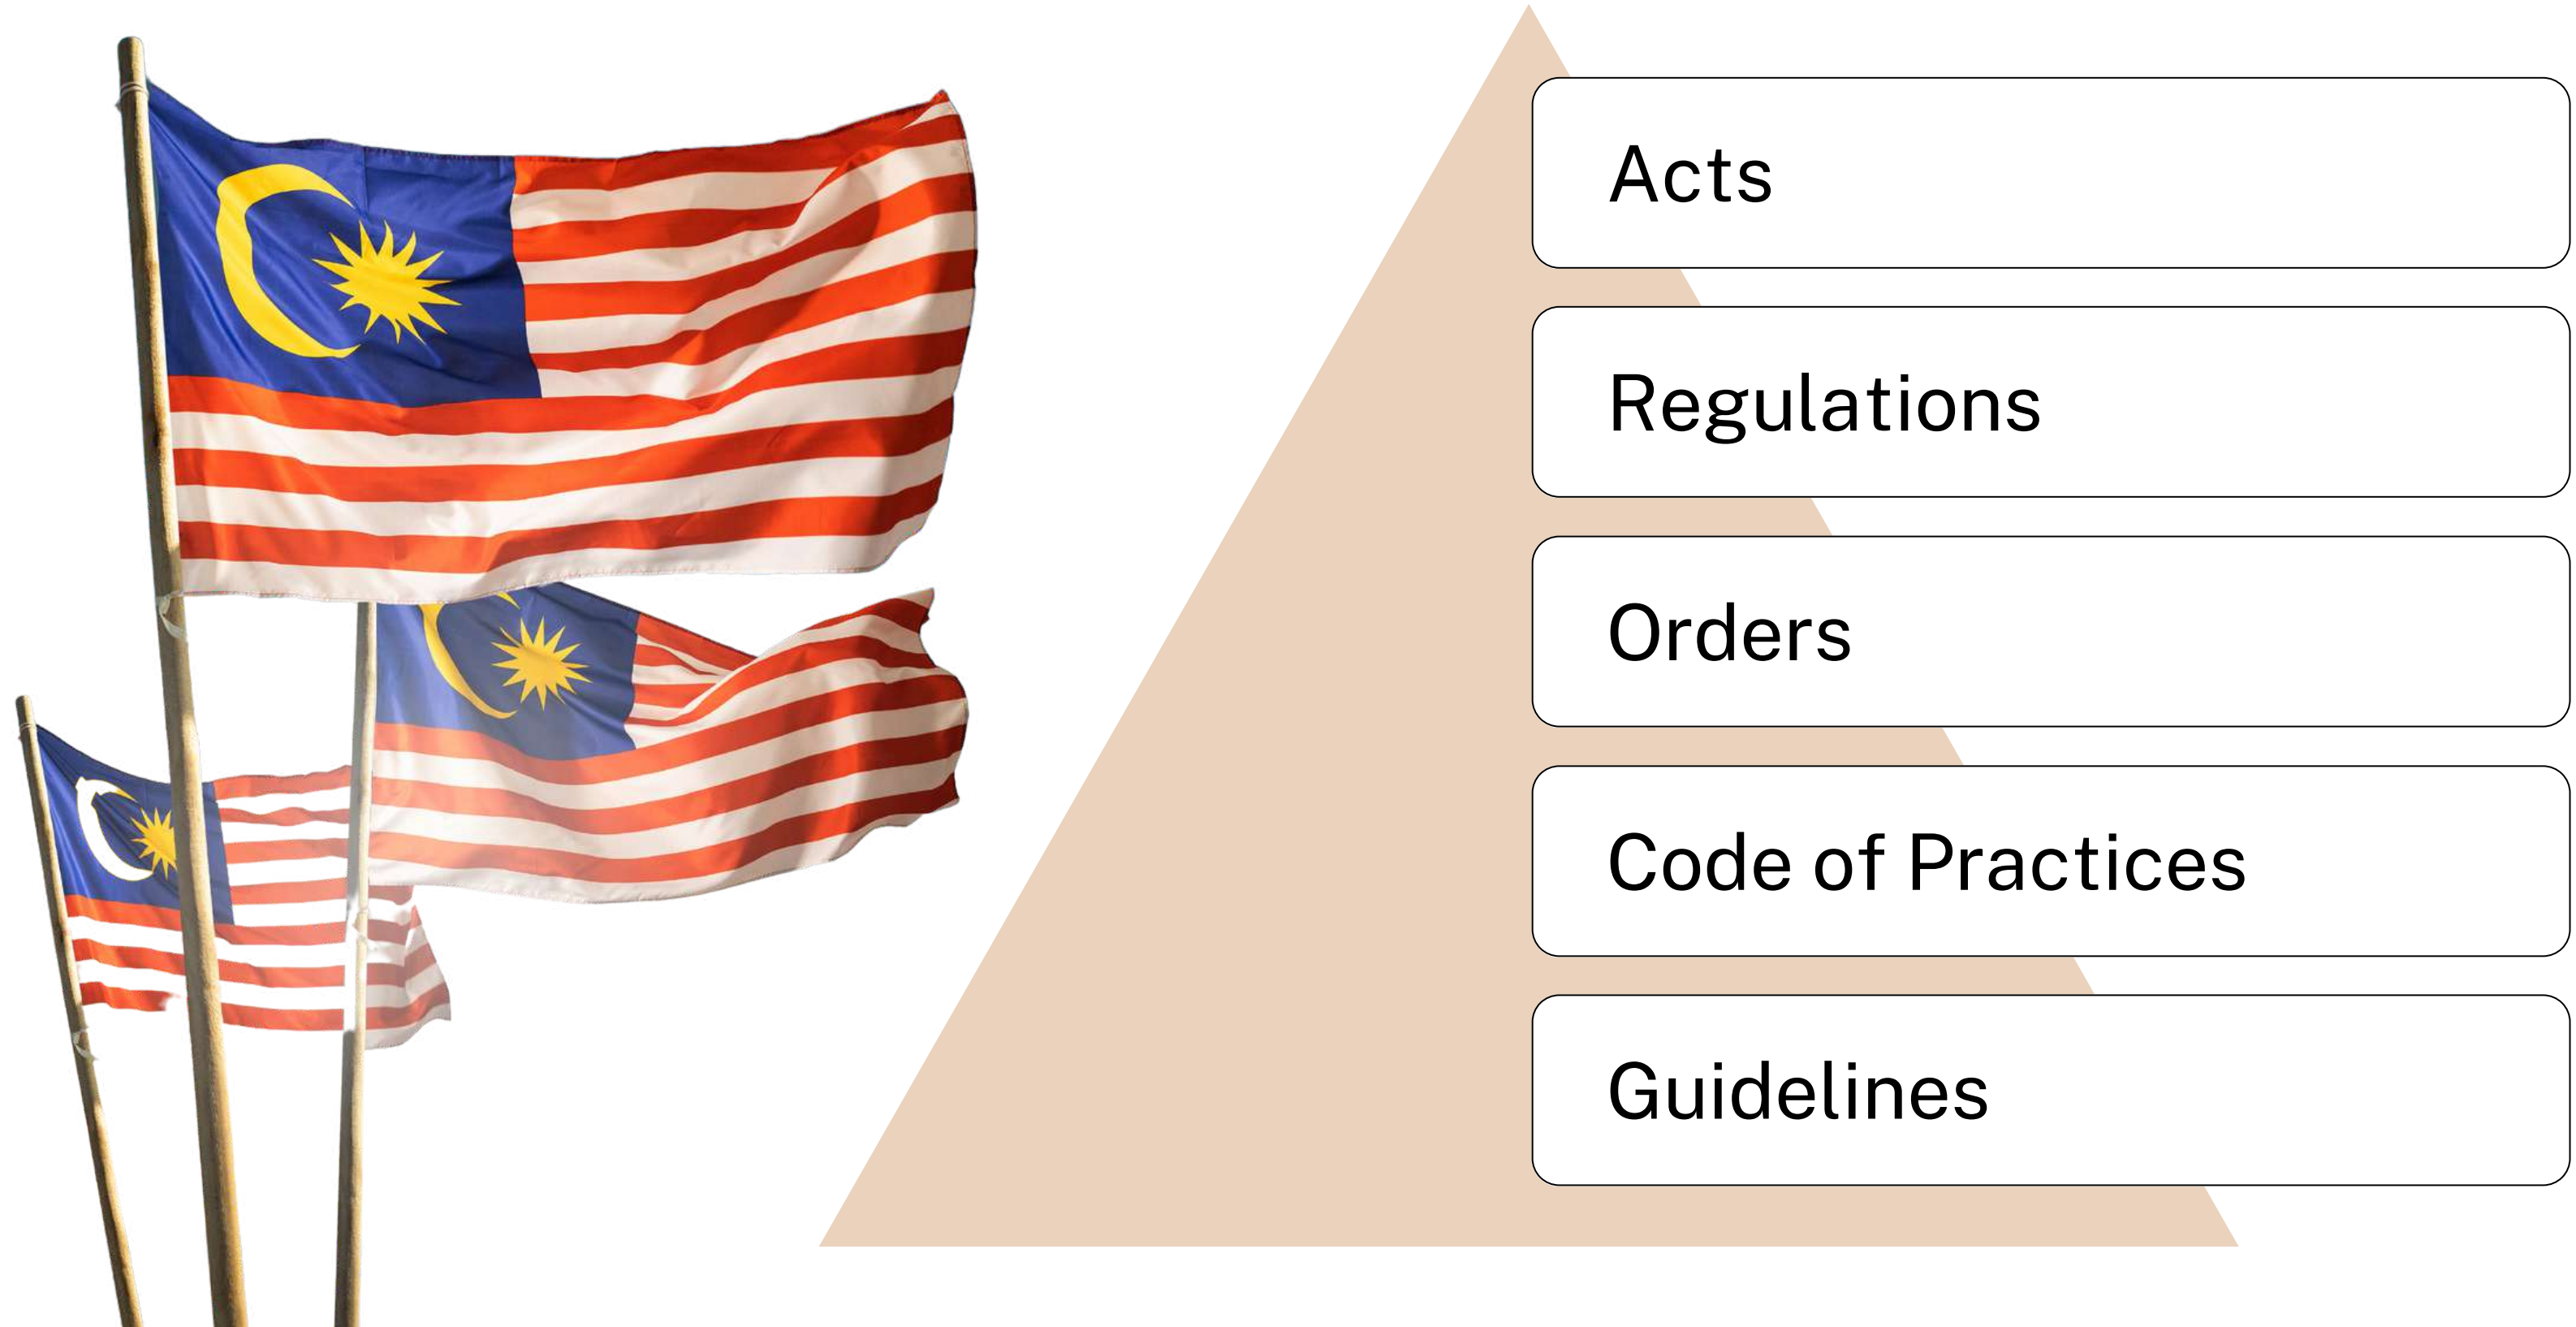 Acts
Regulations
Orders
Code of Practices
Guidelines